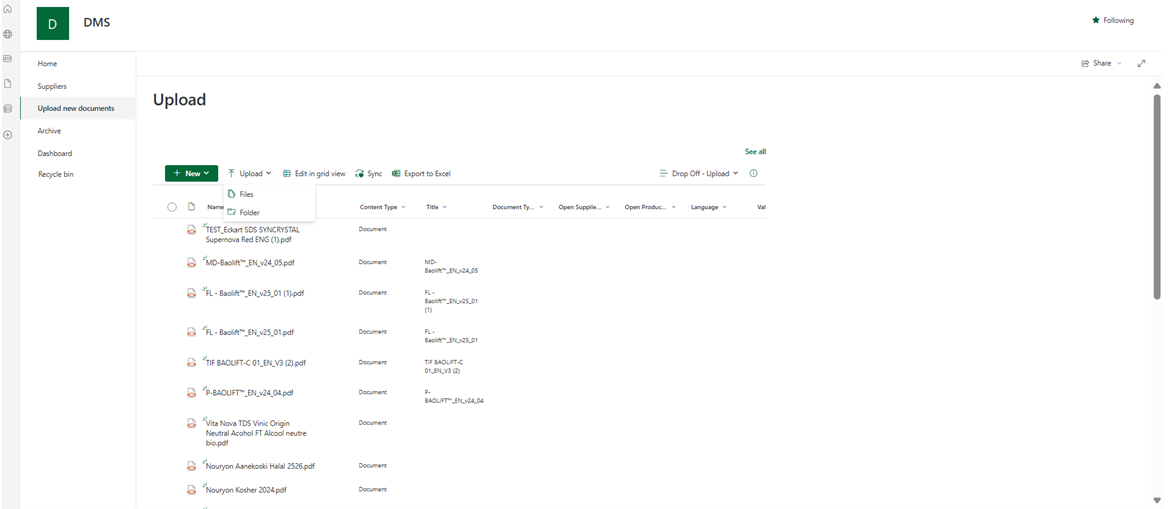 D
DMS
Following
Home
Suppliers
Upload new documents
Archive
Dashboard
Recycle bin
Share
Upload
See all
New
Upload
Edit in grid view
Sync
Export to Excel
Drop Off - Upload
Files
Folder
Name
Content Type
Title
Document Ty...
Open Supplie...
Open Produc...
Language
Val
TEST_Eckart SDS SYNCRYSTAL
Supernova Red ENG (1).pdf
Document
MD-Baolift™_EN_v24_05.pdf
Document
MD-
Baolift™_EN_v24_05
FL - Baolift™_EN_v25_01 (1).pdf
Document
FL -
Baolift™_EN_v25_01
(1)
FL - Baolift™_EN_v25_01.pdf
Document
FL -
Baolift™_EN_v25_01
TIF BAOLIFT-C 01_EN_V3 (2).pdf
Document
TIF BAOLIFT-C
01_EN_V3 (2)
P-BAOLIFT™_EN_v24_04.pdf
Document
P-
BAOLIFT™_EN_v24_04
Vita Nova TDS Vinic Origin
Neutral Acohol FT Alcool neutre
bio.pdf
Document
Nouryon Aanekoski Halal 2526.pdf
Document
Nouryon Kosher 2024.pdf
Document